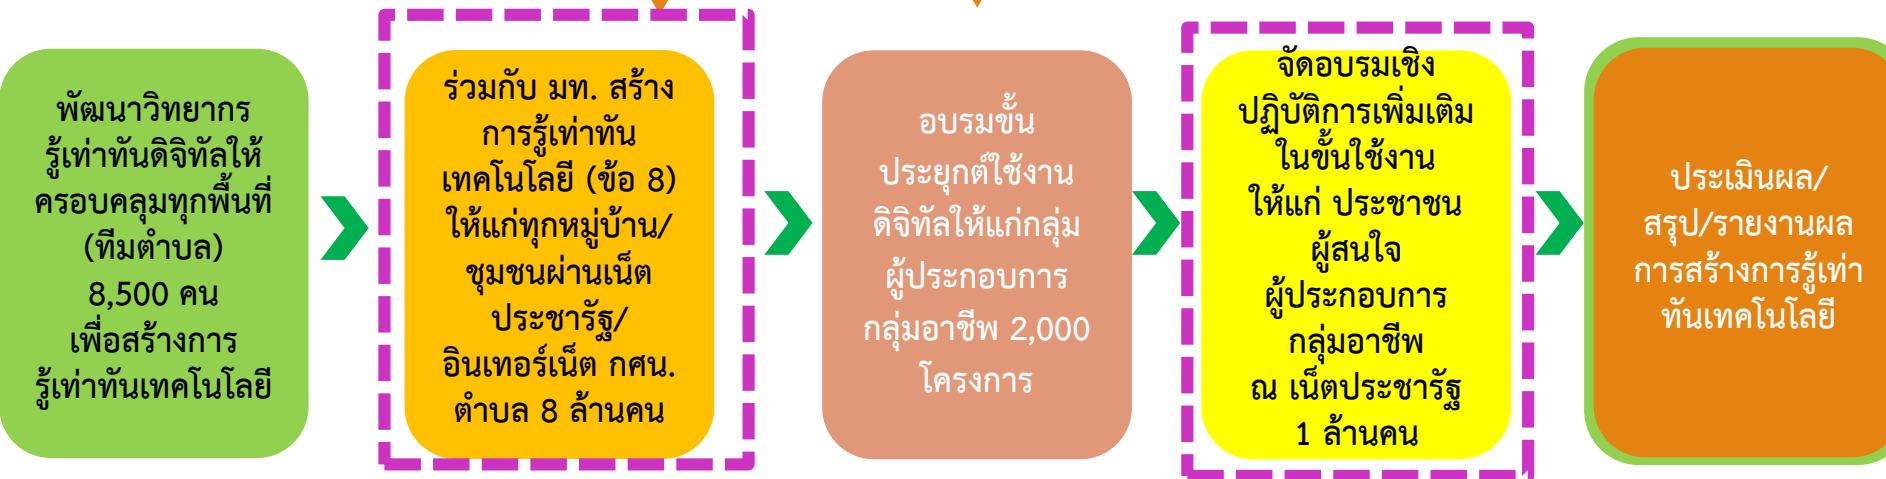 พัฒนาวิทยากร
รู้เท่าทันดิจิทัลให้
ครอบคลุมทุกพื้นที่
(ทีมตำบล)
8,500 คน
เพื่อสร้างการ
รู้เท่าทันเทคโนโลยี
ร่วมกับ มท. สร้าง
การรู้เท่าทัน
เทคโนโลยี (ข้อ 8)
ให้แก่ทุกหมู่บ้าน/
ชุมชนผ่านเน็ต
ประชารัฐ/
อินเทอร์เน็ต กศน.
ตำบล 8 ล้านคน
อบรมขั้น
ประยุกต์ใช้งาน
ดิจิทัลให้แก่กลุ่ม
ผู้ประกอบการ
กลุ่มอาชีพ 2,000
โครงการ
จัดอบรมเชิง
ปฏิบัติการเพิ่มเติม
ในขั้นใช้งาน
ให้แก่ ประชาชน
ผู้สนใจ
ผู้ประกอบการ
กลุ่มอาชีพ
ณ เน็ตประชารัฐ
1 ล้านคน
ประเมินผล/
สรุป/รายงานผล
การสร้างการรู้เท่า
ทันเทคโนโลยี